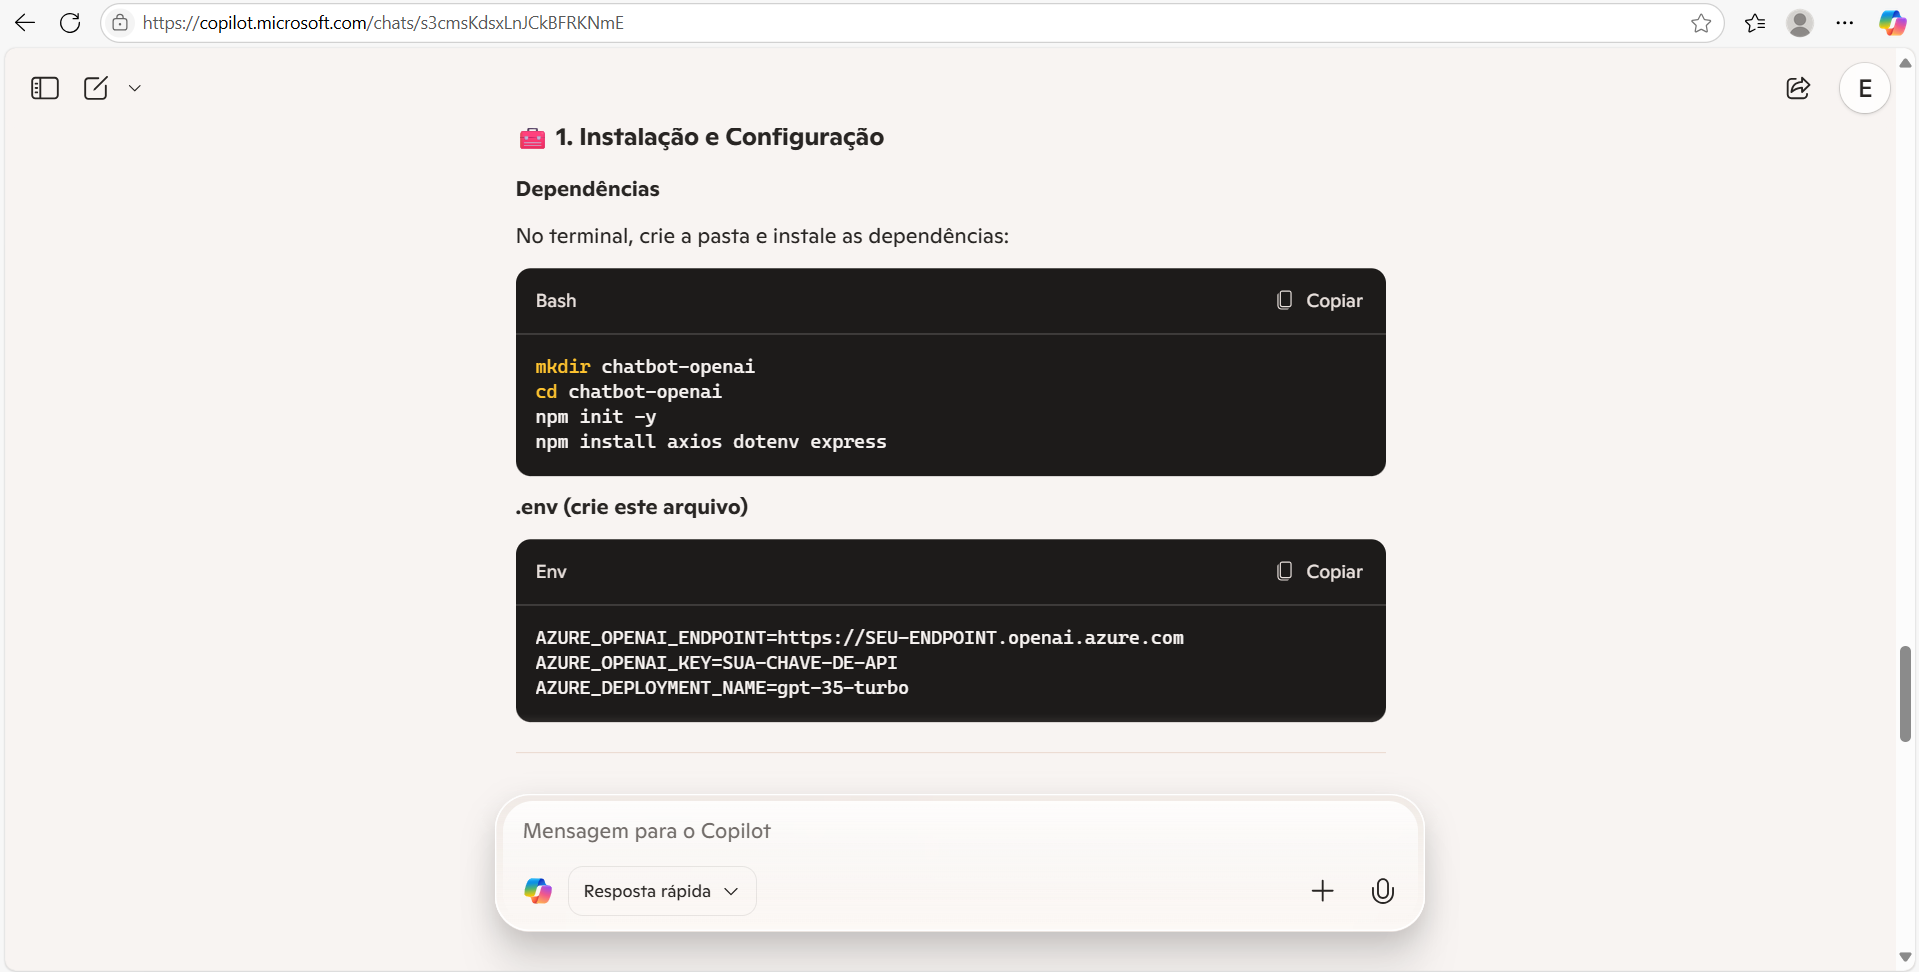 https://copilot.microsoft.com/chats/s3cmsKdsxLnJCkBFRKNmE
E
1. Instalação e Configuração
Dependências
No terminal, crie a pasta e instale as dependências:
Bash
Copiar
mkdir chatbot-openai
cd chatbot-openai
npm init -y
npm install axios dotenv express
.env (crie este arquivo)
Env
Copiar
AZURE_OPENAI_ENDPOINT=https://SEU-ENDPOINT.openai.azure.com
AZURE_OPENAI_KEY=SUA-CHAVE-DE-API
AZURE_DEPLOYMENT_NAME=gpt-35-turbo
Mensagem para o Copilot
Resposta rápida